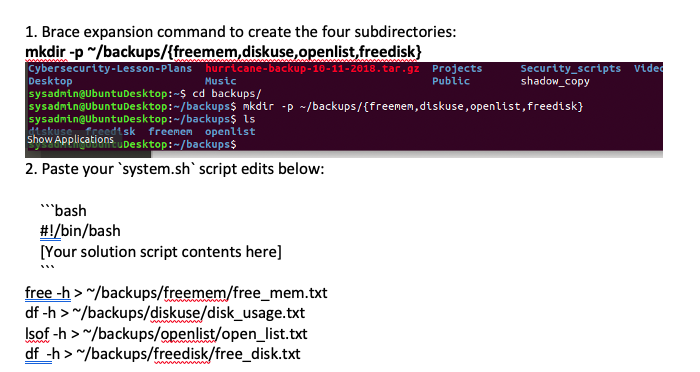 1. Brace expansion command to create the four subdirectories:
mkdir -p ~/backups/{freemem,diskuse,openlist,freedisk}
Cybersecurity-Lesson-Plans hurricane-backup-10-11-2018.tar.gz Projects Security_scripts Videc
Desktop Music Public shadow_copy
sysadmin@UbuntuDesktop:~$ cd backups/
sysadmin@UbuntuDesktop:~/backups$ mkdir -p ~/backups/{freemem,diskuse,openlist,freedisk}
sysadmin@UbuntuDesktop:~/backups$ ls
diskuse freedisk freemem openlist
Show Applications
sysadmin@UbuntuDesktop:~/backups$
2. Paste your `system.sh` script edits below:
```bash
#!/bin/bash
[Your solution script contents here]
```
free -h > ~/backups/freemem/free_mem.txt
df -h > ~/backups/diskuse/disk_usage.txt
lsof -h > ~/backups/openlist/open_list.txt
df -h > ~/backups/freedisk/free_disk.txt